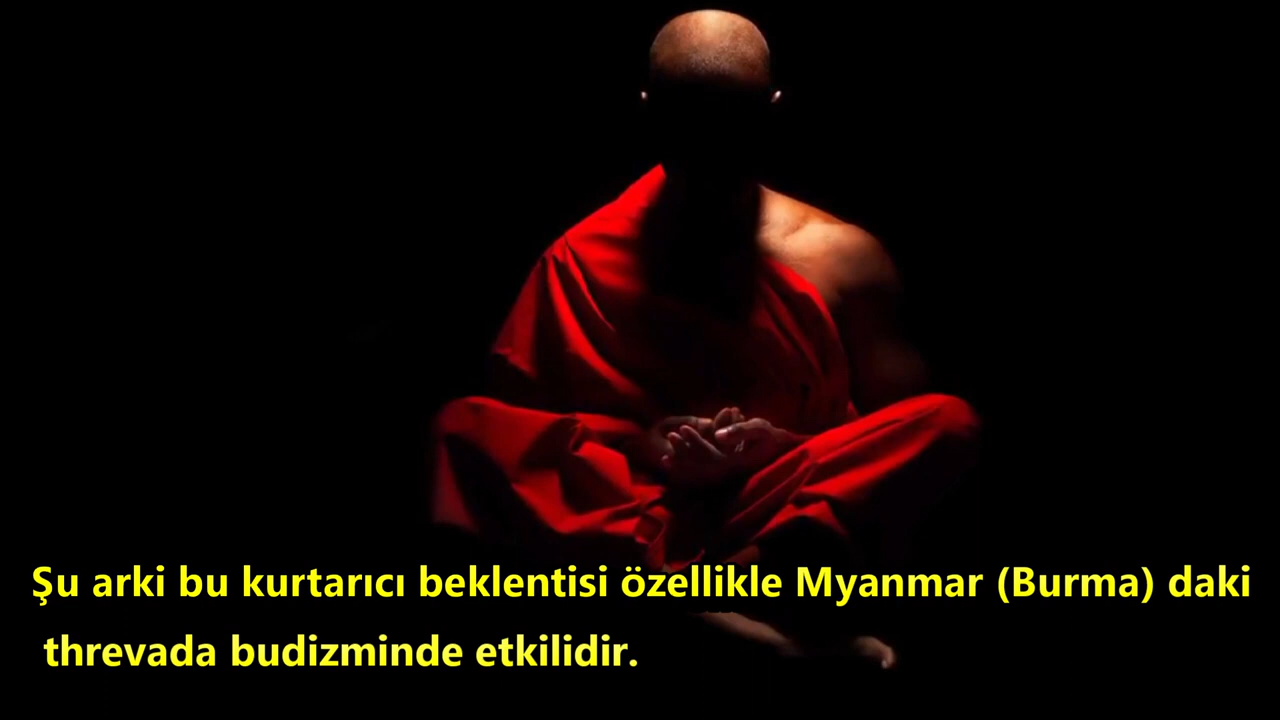 Şu arki bu kurtarıcı beklentisi özellikle Myanmar (Burma) daki
threvada budizminde etkilidir.